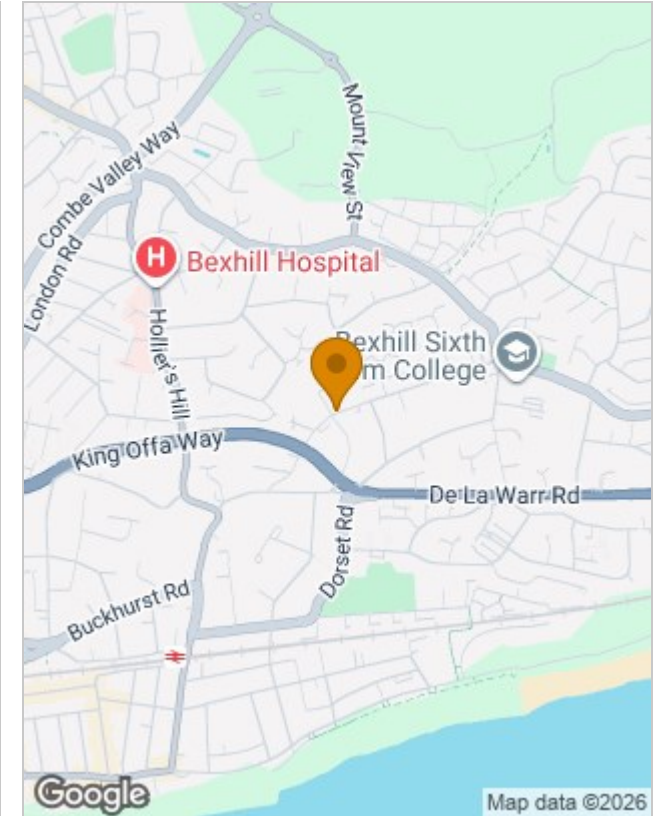 Mount View St
Combe Valley Way
London Rd
H
Bexhill Hospital
Hollier's Hill
Bexhill Sixth
College
King Offa Way
De La Warr Rd
Dorset Rd
Buckhurst Rd
Google
Map data ©2026